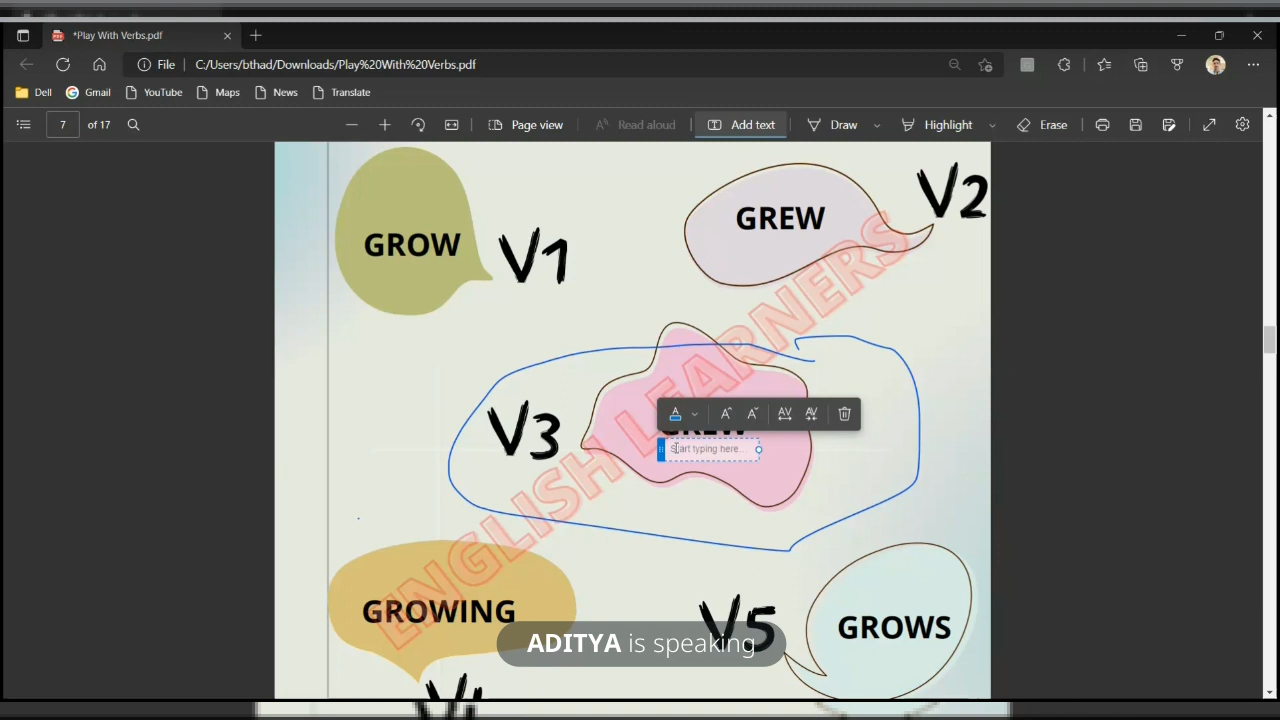 *Play With Verbs.pdf
File
C:/Users/bthad/Downloads/Play%20With%20Verbs.pdf
Dell
Gmail
YouTube
Maps
News
Translate
7
of 17
Page view
Read aloud
Add text
Draw
Highlight
Erase
GROW
V1
GREW
V2
V3
GREW
Start typing here...
ENGLISH LEARNERS
GROWING
V5
GROWS
ADITYA is speaking